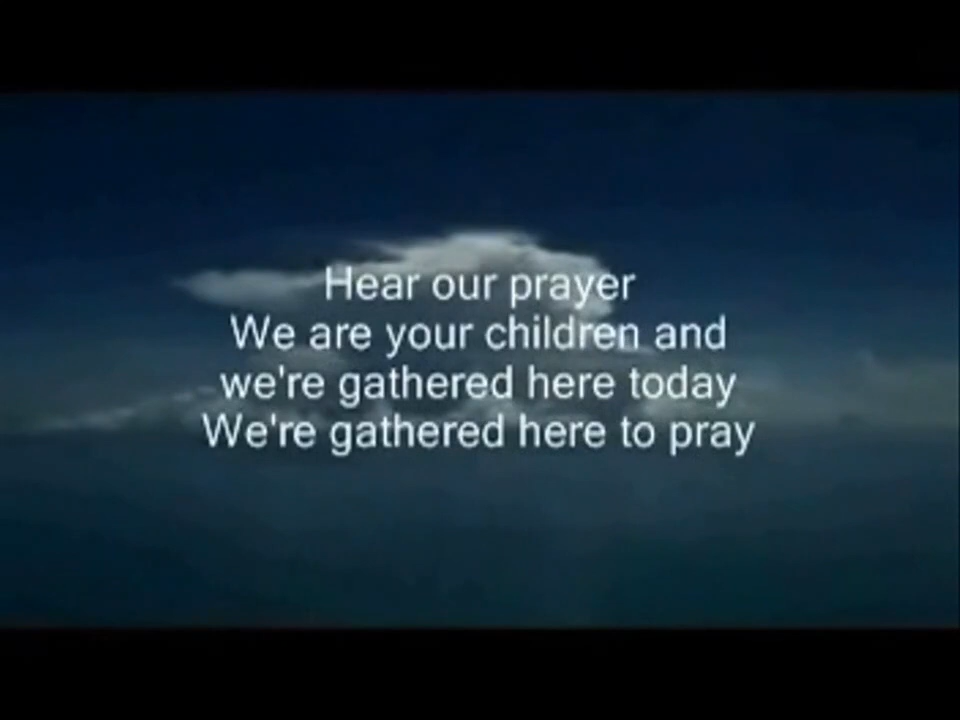 Hear our prayer
We are your children and
we're gathered here today
We're gathered here to pray